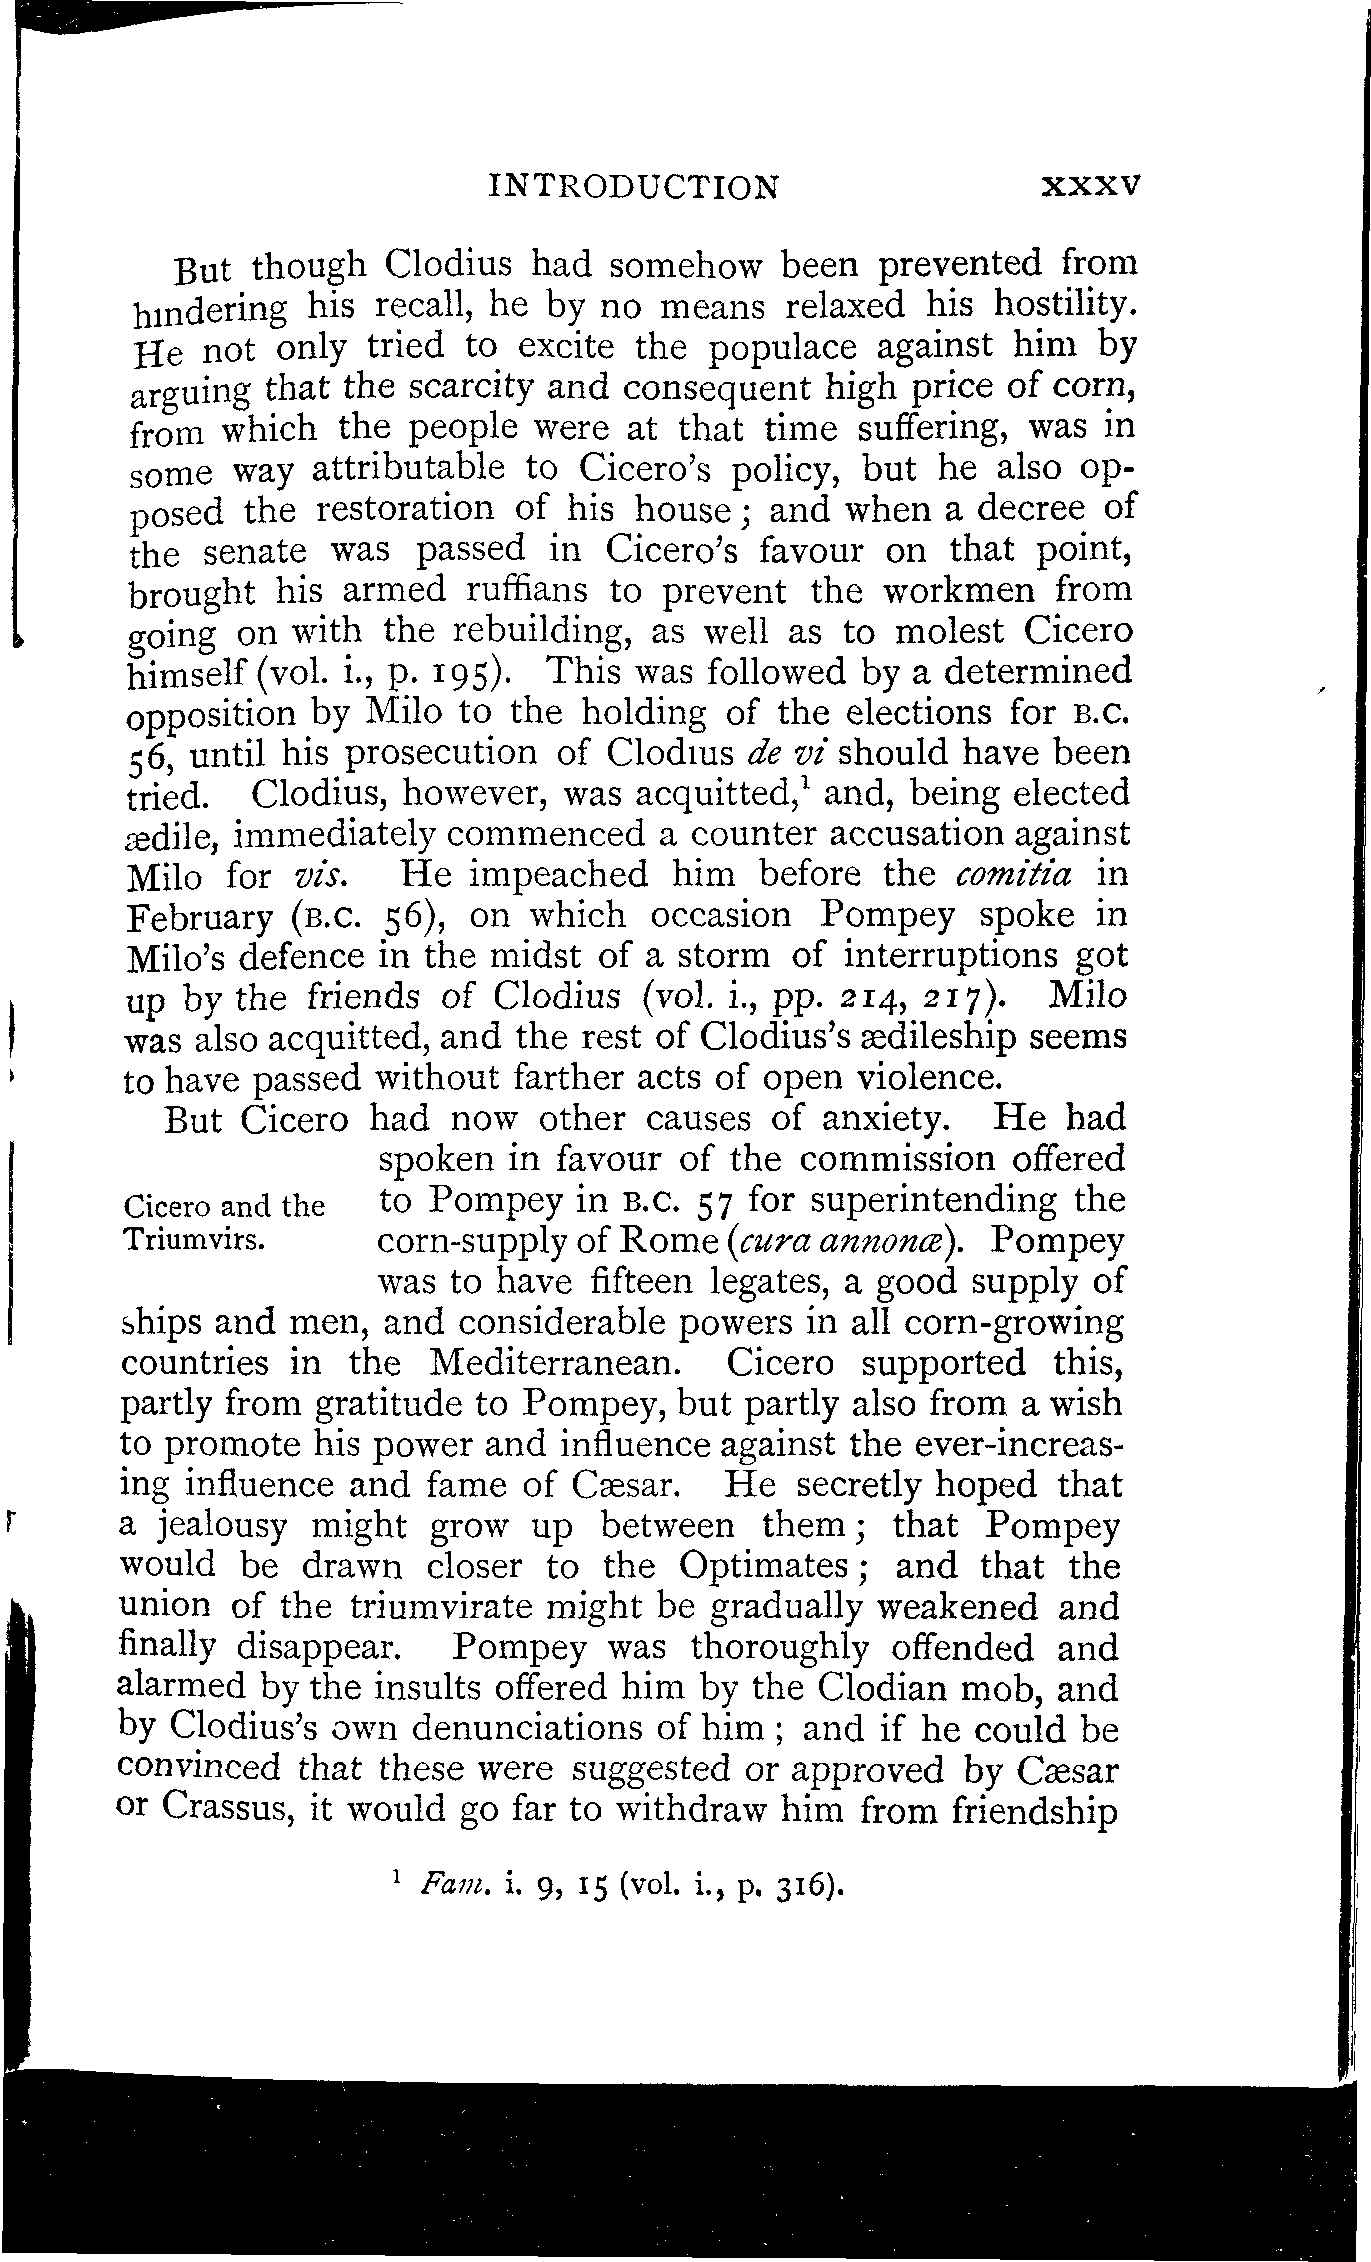 INTRODUCTION xxxv
But though Clodius had somehow been prevented from
hindering his recall, he by no means relaxed his hostility.
He not only tried to excite the populace against him by
arguing that the scarcity and consequent high price of corn,
from which the people were at that time suffering, was in
some way attributable to Cicero's policy, but he also op-
posed the restoration of his house; and when a decree of
the senate was passed in Cicero's favour on that point,
brought his armed ruffians to prevent the workmen from
going on with the rebuilding, as well as to molest Cicero
himself (vol. i., p. 195). This was followed by a determined
opposition by Milo to the holding of the elections for B.C.
56, until his prosecution of Clodius de vi should have been
tried. Clodius, however, was acquitted,¹ and, being elected
ædile, immediately commenced a counter accusation against
Milo for vis. He impeached him before the comitia in
February (B.C. 56), on which occasion Pompey spoke in
Milo's defence in the midst of a storm of interruptions got
up by the friends of Clodius (vol. i., pp. 214, 217). Milo
was also acquitted, and the rest of Clodius's ædileship seems
to have passed without farther acts of open violence.
But Cicero had now other causes of anxiety. He had
spoken in favour of the commission offered
Cicero and the
Triumvirs.
to Pompey in B.C. 57 for superintending the
corn-supply of Rome (cura annonæ). Pompey
was to have fifteen legates, a good supply of
ships and men, and considerable powers in all corn-growing
countries in the Mediterranean. Cicero supported this,
partly from gratitude to Pompey, but partly also from a wish
to promote his power and influence against the ever-increas-
ing influence and fame of Cæsar. He secretly hoped that
a jealousy might grow up between them; that Pompey
would be drawn closer to the Optimates; and that the
union of the triumvirate might be gradually weakened and
finally disappear. Pompey was thoroughly offended and
alarmed by the insults offered him by the Clodian mob, and
by Clodius's own denunciations of him; and if he could be
convinced that these were suggested or approved by Cæsar
or Crassus, it would go far to withdraw him from friendship
¹ Fam. i. 9, 15 (vol. i., p. 316).